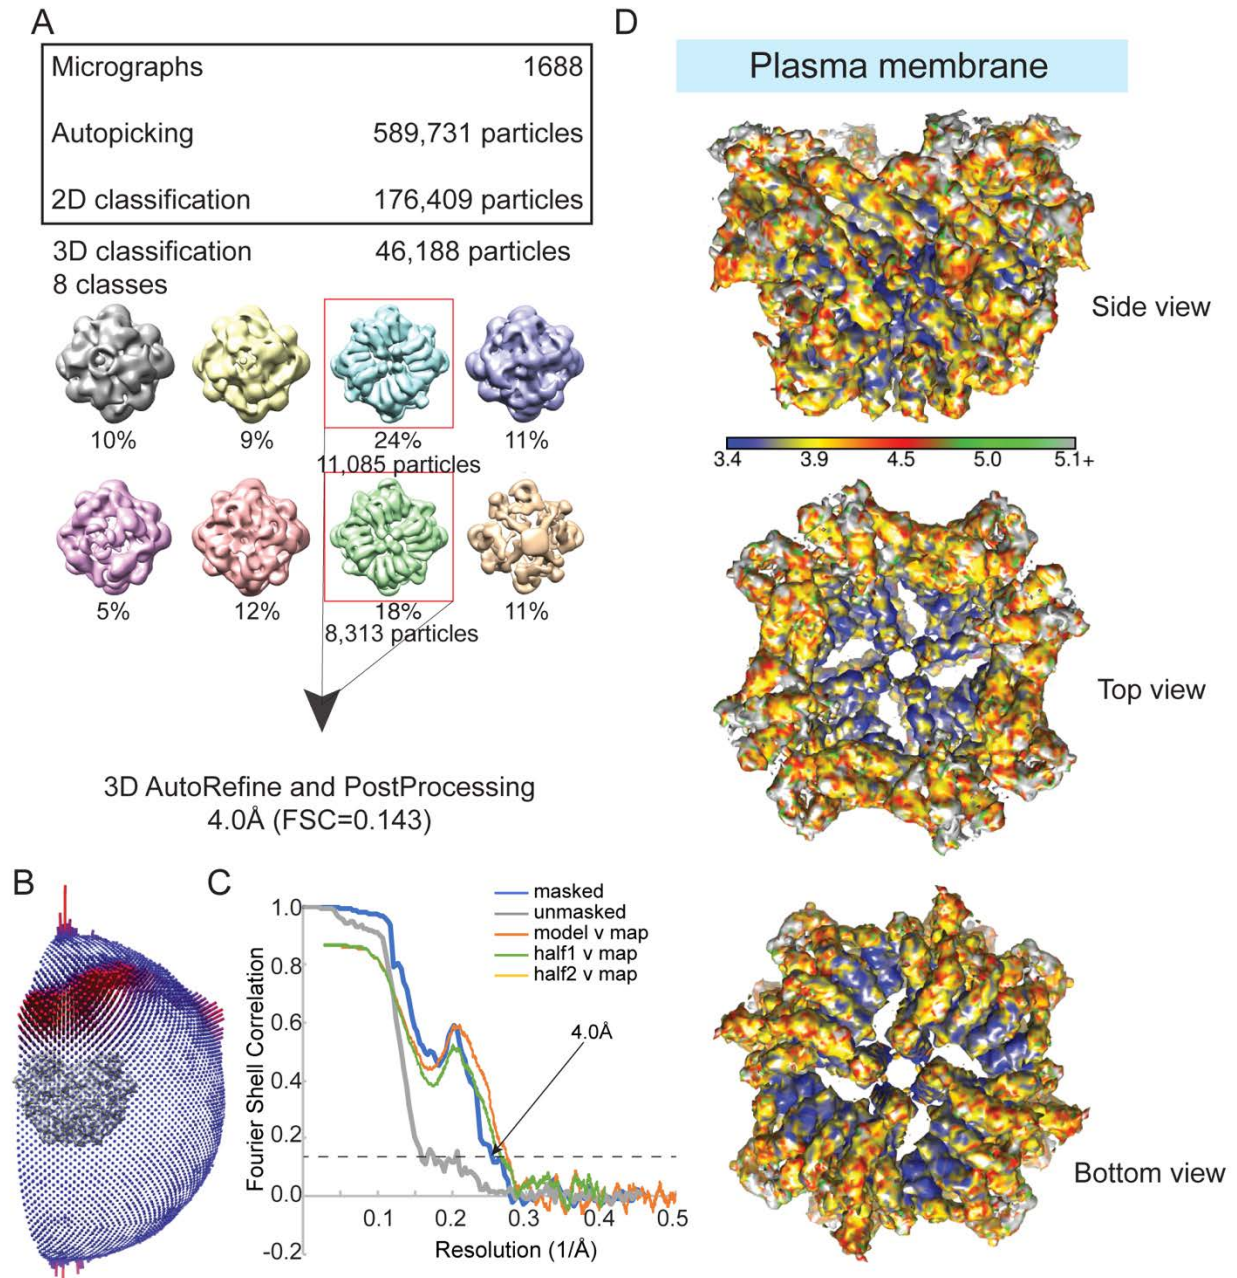 A
Micrographs 1688
Autopicking 589,731 particles
2D classification 176,409 particles
3D classification 46,188 particles
8 classes
10% 9% 24% 11%
11,085 particles
5% 12% 18% 11%
8,313 particles
3D AutoRefine and PostProcessing
4.0Å (FSC=0.143)
B
C
masked
unmasked
model v map
half1 v map
half2 v map
4.0Å
Fourier Shell Correlation
1.0
0.8
0.6
0.4
0.2
0.0
-0.2
0.1 0.2 0.3 0.4 0.5
Resolution (1/Å)
D
Plasma membrane
Side view
3.4 3.9 4.5 5.0 5.1+
Top view
Bottom view